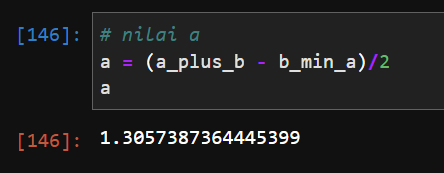 [146]: # nilai a
a = (a_plus_b - b_min_a)/2
a
[146]: 1.3057387364445399